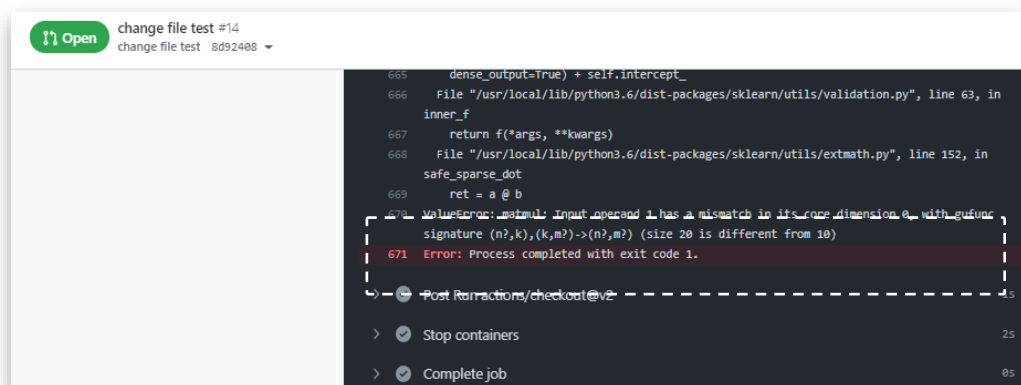 Open
change file test #14
change file test 8d92408
665 dense_output=True) + self.intercept_
666 File "/usr/local/lib/python3.6/dist-packages/sklearn/utils/validation.py", line 63, in
inner_f
667 return f(*args, **kwargs)
668 File "/usr/local/lib/python3.6/dist-packages/sklearn/utils/extmath.py", line 152, in
safe_sparse_dot
669 ret = a @ b
670 ValueError: matmul: Input operand 1 has a mismatch in its core dimension 0, with gufunc
signature (n?,k),(k,m?)->(n?,m?) (size 20 is different from 10)
671 Error: Process completed with exit code 1.
Post Run actions/checkout@v2 1s
Stop containers 2s
Complete job 0s